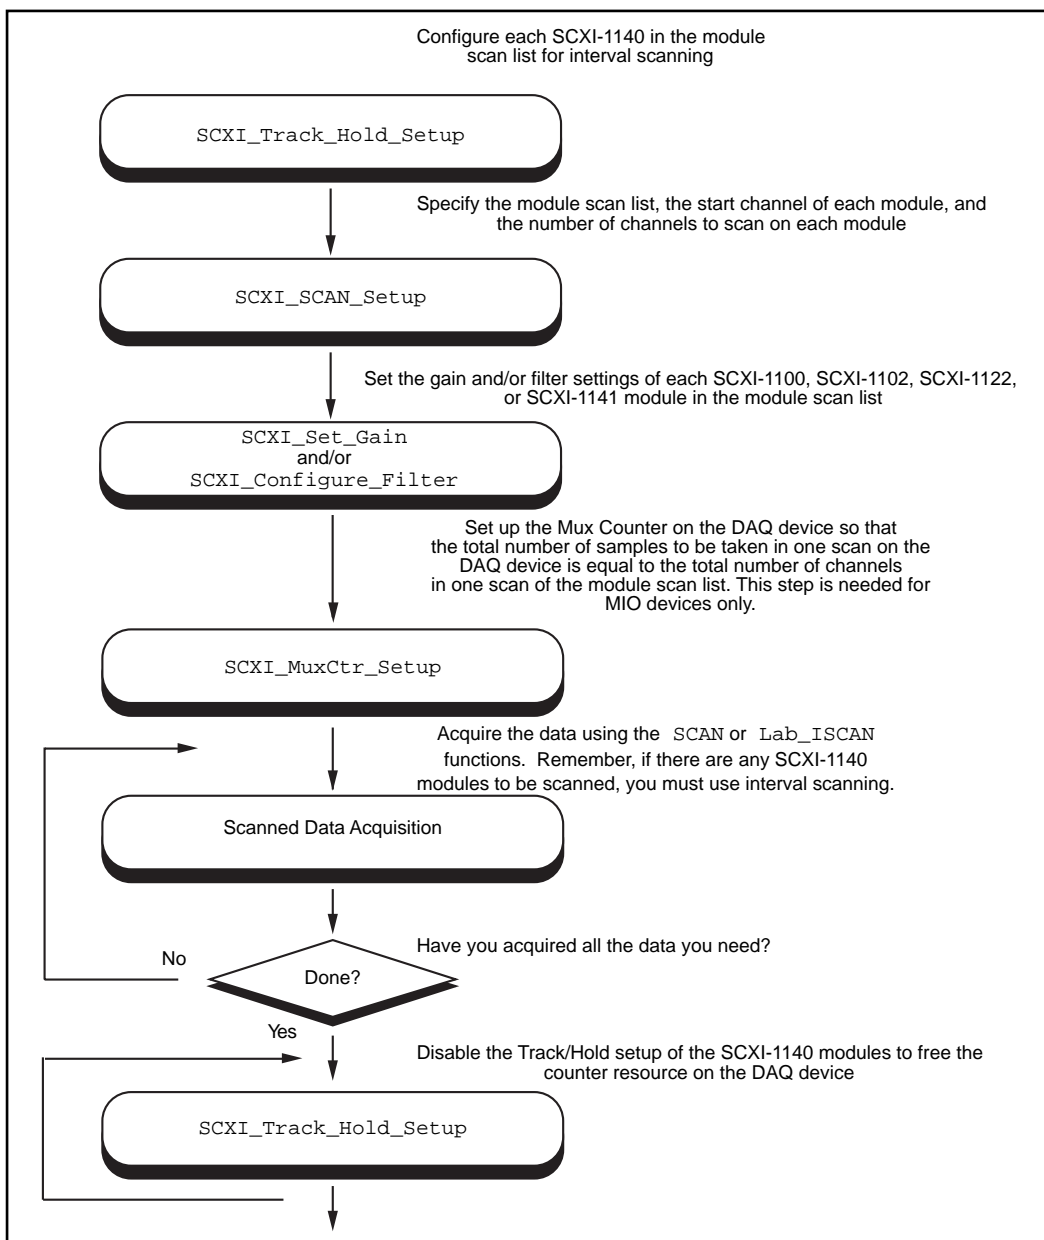 Configure each SCXI-1140 in the module
scan list for interval scanning
SCXI_Track_Hold_Setup
Specify the module scan list, the start channel of each module, and
the number of channels to scan on each module
SCXI_SCAN_Setup
Set the gain and/or filter settings of each SCXI-1100, SCXI-1102, SCXI-1122,
or SCXI-1141 module in the module scan list
SCXI_Set_Gain
and/or
SCXI_Configure_Filter
Set up the Mux Counter on the DAQ device so that
the total number of samples to be taken in one scan on the
DAQ device is equal to the total number of channels
in one scan of the module scan list. This step is needed for
MIO devices only.
SCXI_MuxCtr_Setup
Acquire the data using the SCAN or Lab_ISCAN
functions. Remember, if there are any SCXI-1140
modules to be scanned, you must use interval scanning.
Scanned Data Acquisition
Have you acquired all the data you need?
No
Done?
Yes
Disable the Track/Hold setup of the SCXI-1140 modules to free the
counter resource on the DAQ device
SCXI_Track_Hold_Setup